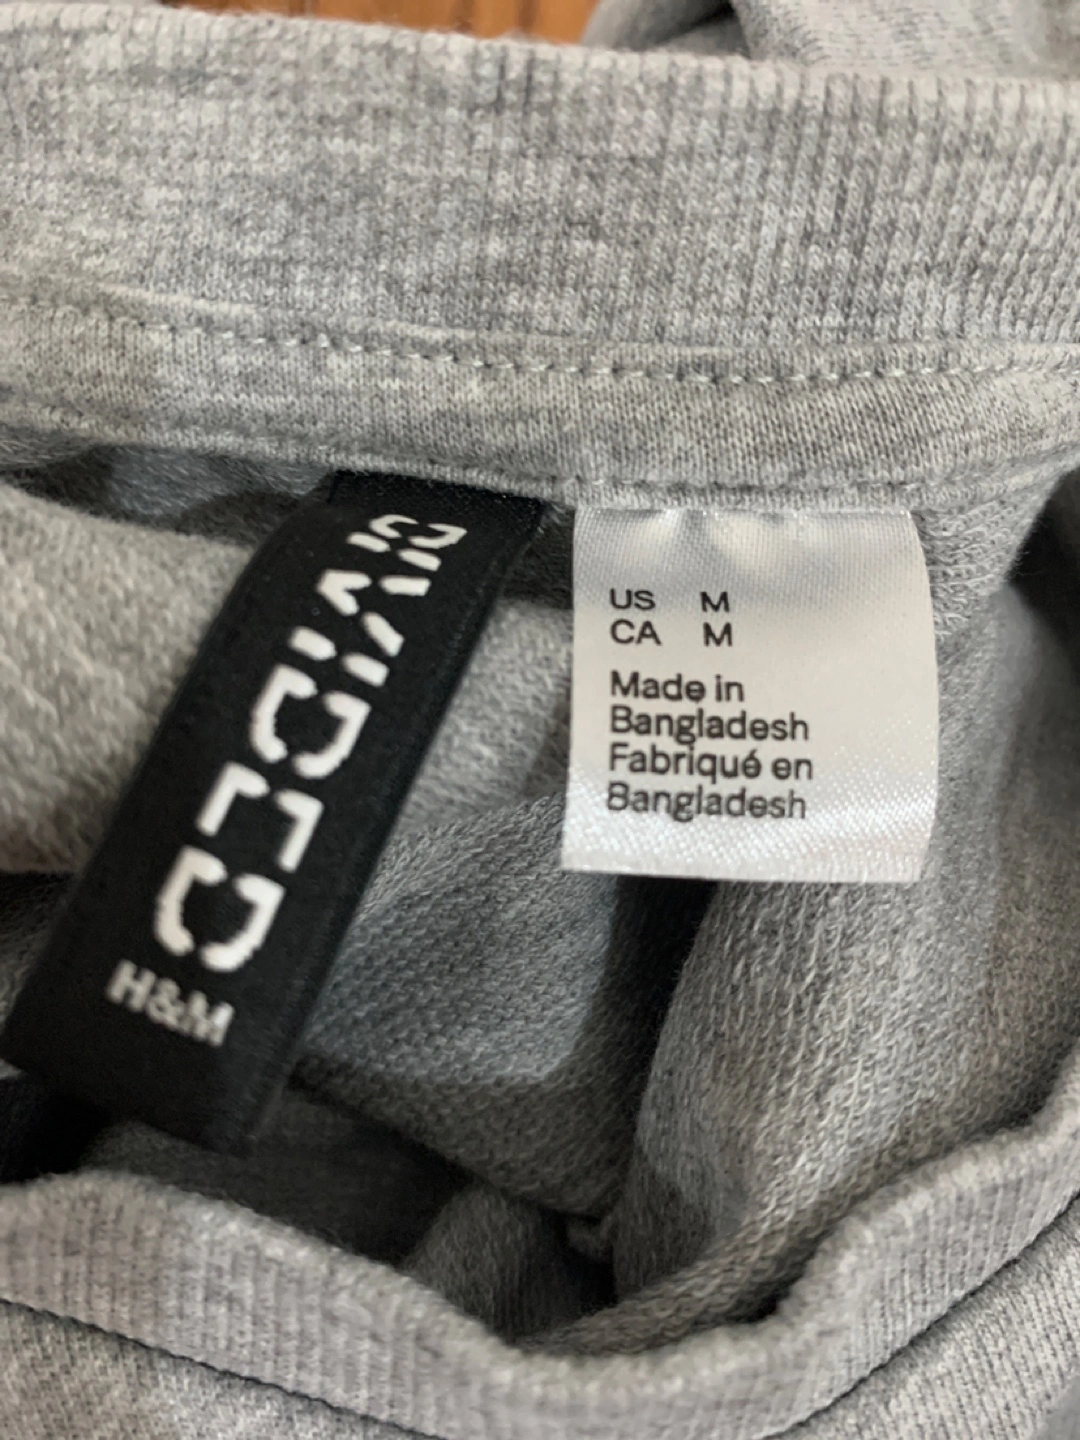 DIVIDED
H&M
US M
CA M
Made in
Bangladesh
Fabriqué en
Bangladesh